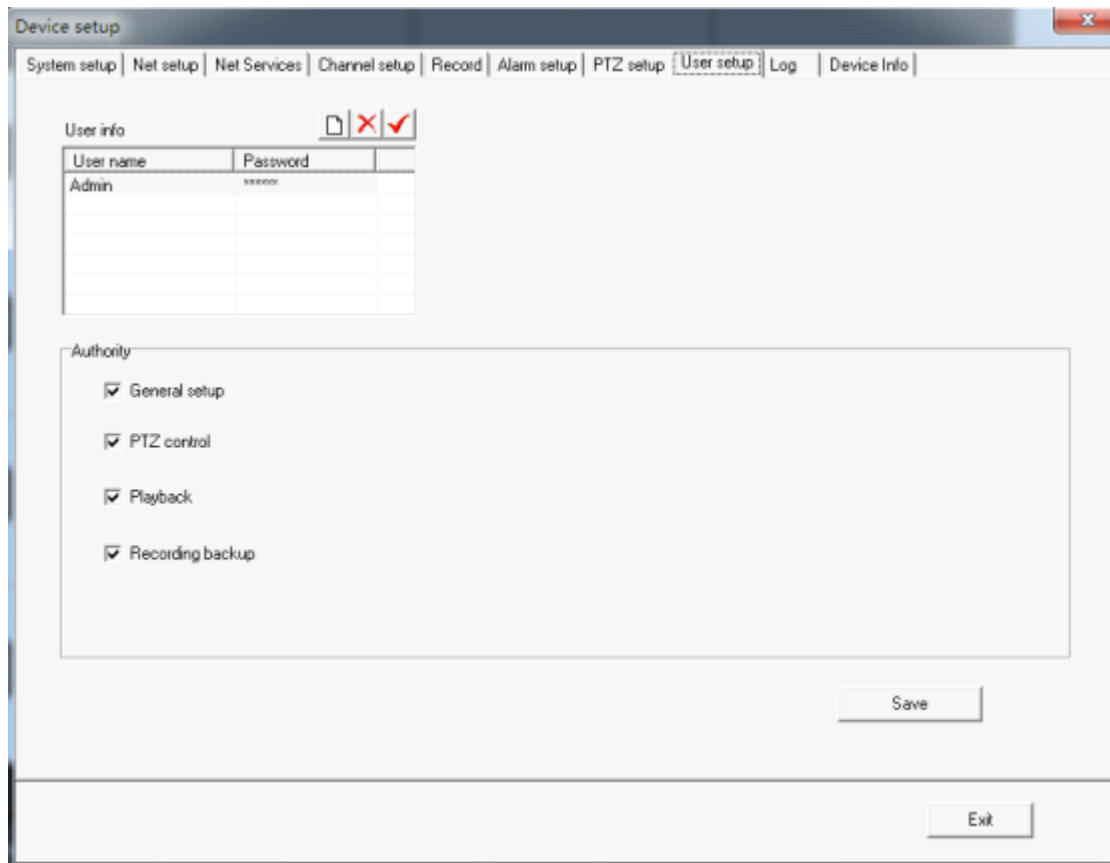 Device setup
System setup Net setup Net Services Channel setup Record Alarm setup PTZ setup User setup Log Device Info
User info
User name Password
Admin ******
Authority
General setup
PTZ control
Playback
Recording backup
Save
Exit